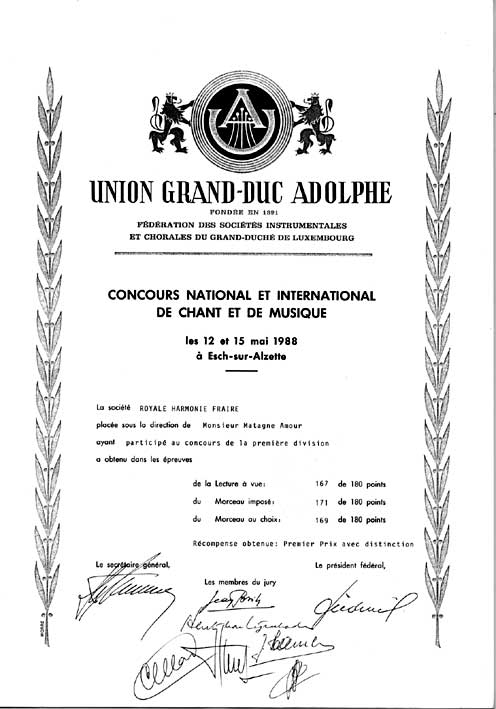 UNION GRAND-DUC ADOLPHE
FONDÉE EN 1891
FÉDÉRATION DES SOCIÉTÉS INSTRUMENTALES
ET CHORALES DU GRAND-DUCHÉ DE LUXEMBOURG
CONCOURS NATIONAL ET INTERNATIONAL
DE CHANT ET DE MUSIQUE
les 12 et 15 mai 1988
à Esch-sur-Alzette
La société ROYALE HARMONIE FRAIRE
placée sous la direction de Monsieur Matagne Amour
ayant participé au concours de la première division
a obtenu dans les épreuves
de la Lecture à vue: 167 de 180 points
du Morceau imposé: 171 de 180 points
du Morceau au choix: 169 de 180 points
Récompense obtenue: Premier Prix avec distinction
Le secrétaire général, Le président fédéral,
Les membres du jury